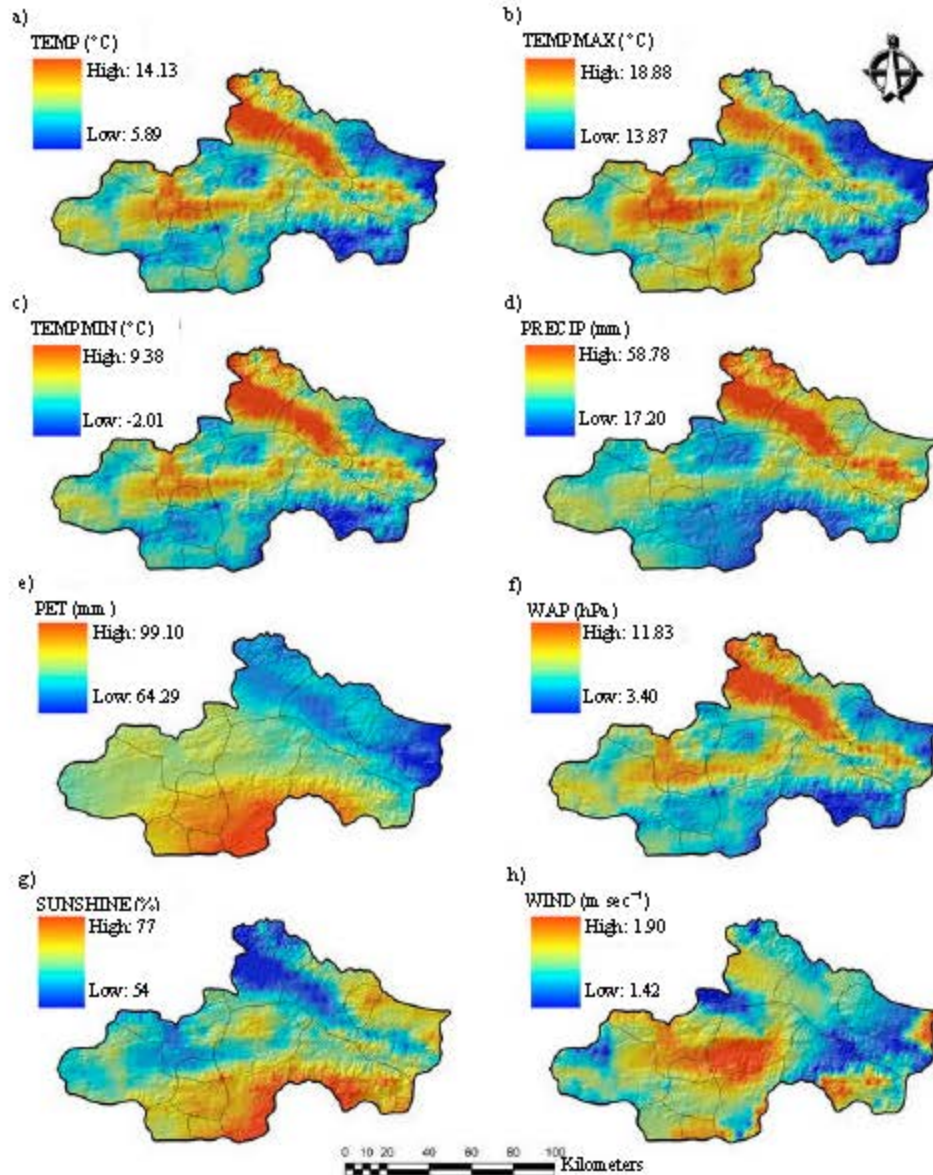 a)
TEMP (°C)
High: 14.13
Low: 5.89
b)
TEMPMAX (°C)
High: 18.88
Low: 13.87
c)
TEMPMIN (°C)
High: 9.38
Low: -2.01
d)
PRECIP (mm)
High: 58.78
Low: 17.20
e)
PET (mm)
High: 99.10
Low: 64.29
f)
WAP (hPa)
High: 11.83
Low: 3.40
g)
SUNSHINE (%)
High: 77
Low: 54
h)
WIND (m sec⁻¹)
High: 1.90
Low: 1.42
0 10 20 40 60 80 100
Kilometers